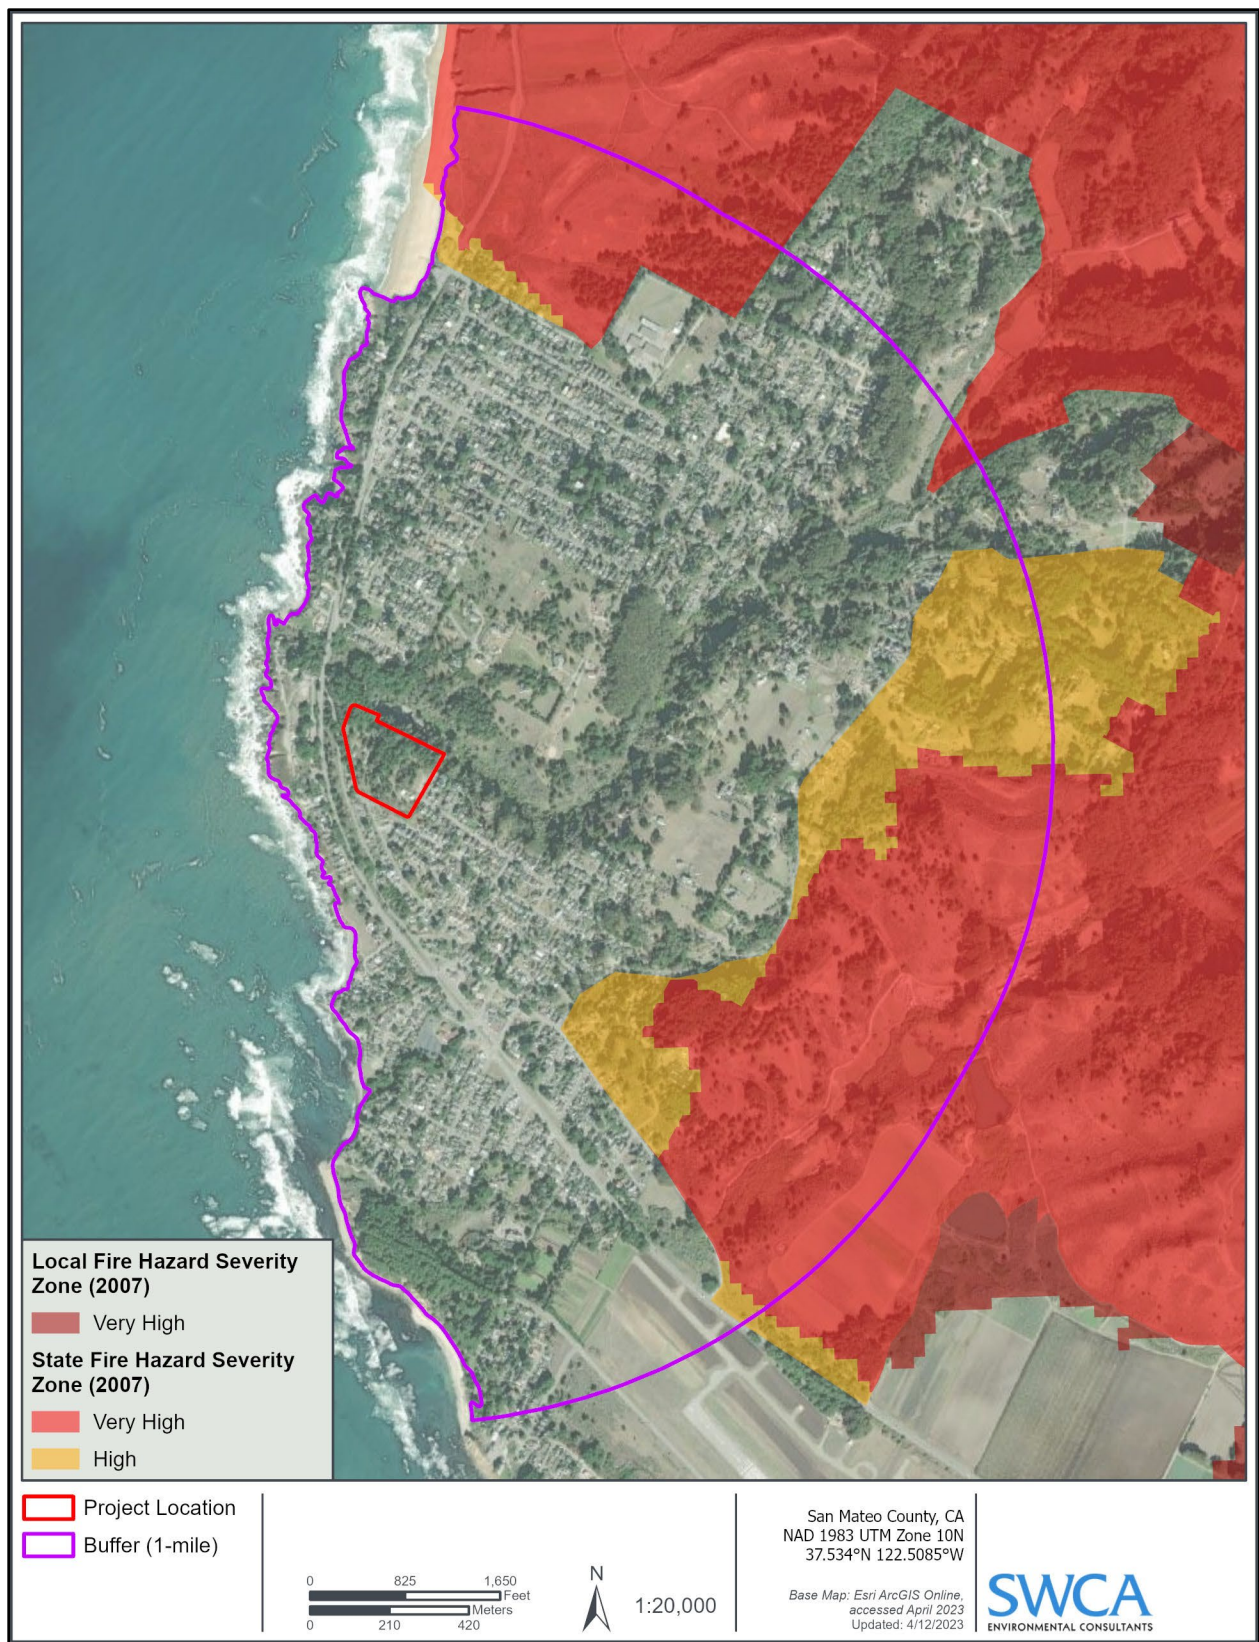 Local Fire Hazard Severity
Zone (2007)
Very High
State Fire Hazard Severity
Zone (2007)
Very High
High
Project Location
Buffer (1-mile)
0 825 1,650
Feet
Meters
0 210 420
N
1:20,000
San Mateo County, CA
NAD 1983 UTM Zone 10N
37.534°N 122.5085°W
Base Map: Esri ArcGIS Online,
accessed April 2023
Updated: 4/12/2023
SWCA
ENVIRONMENTAL CONSULTANTS